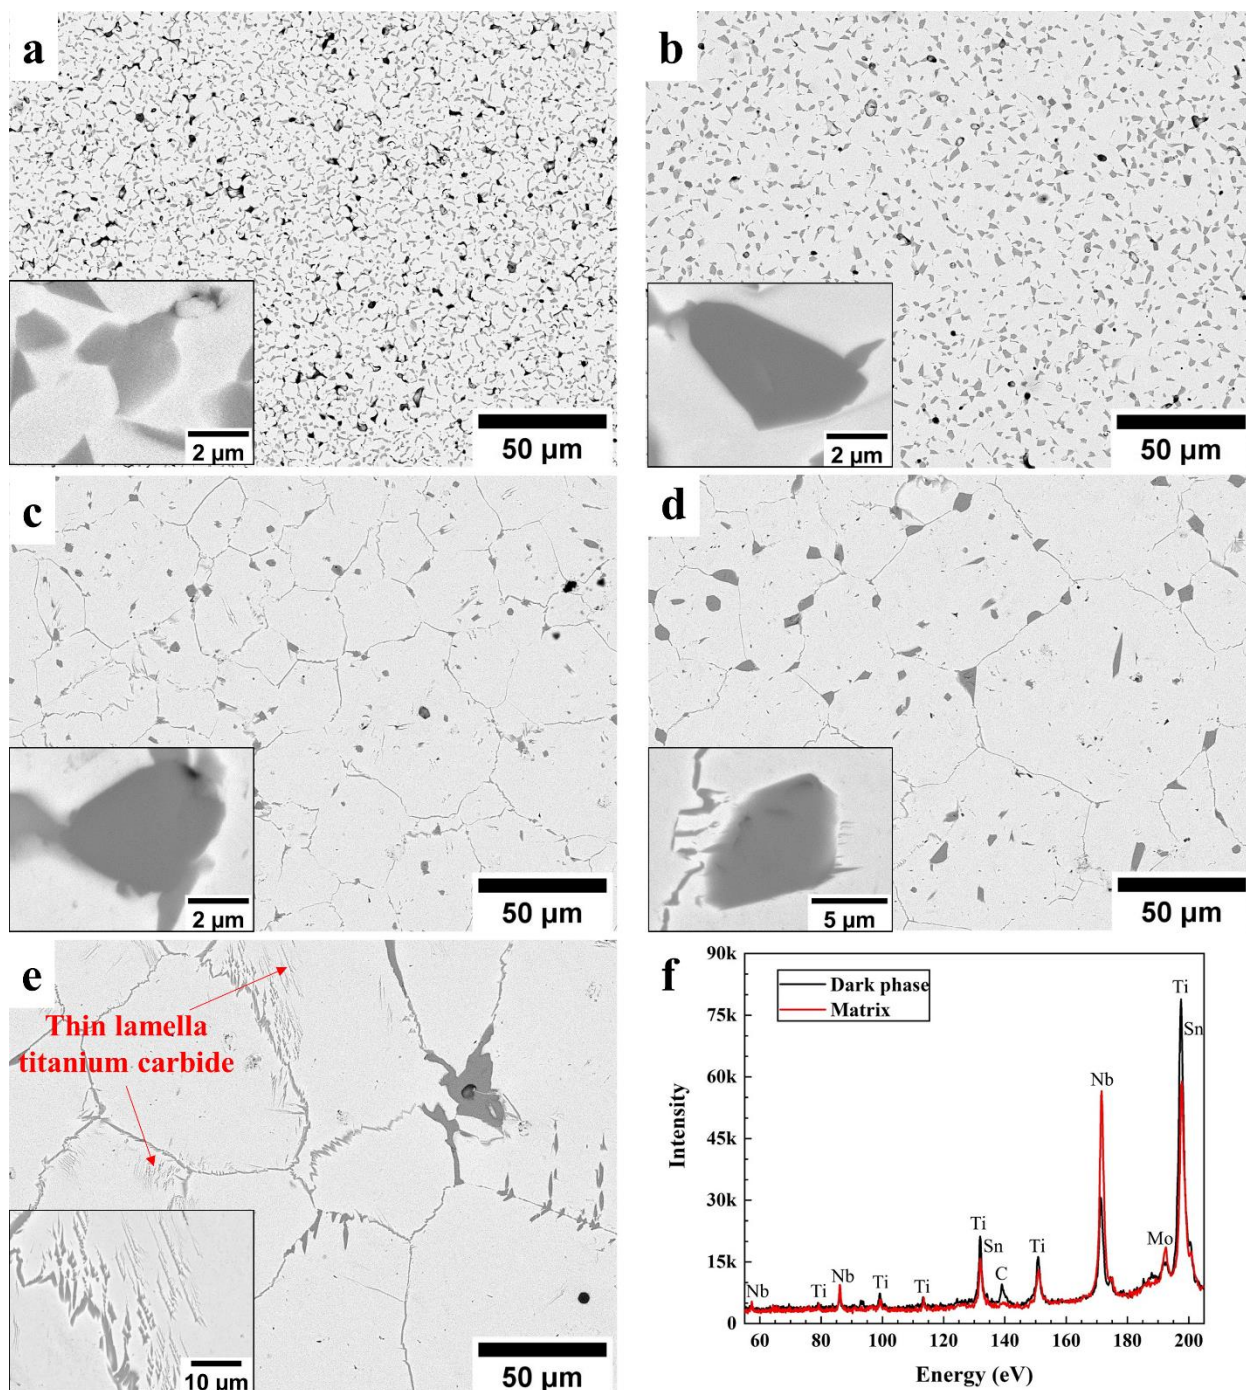 a
2 μm
50 μm
b
2 μm
50 μm
c
2 μm
50 μm
d
5 μm
50 μm
e
Thin lamella
titanium carbide
10 μm
50 μm
f
90k
75k
60k
45k
30k
15k
0
Intensity
Dark phase
Matrix
Nb
Ti
Nb
Ti
Ti
Ti
Sn
C
Ti
Nb
Mo
Ti
Sn
60
80
100
120
140
160
180
200
Energy (eV)